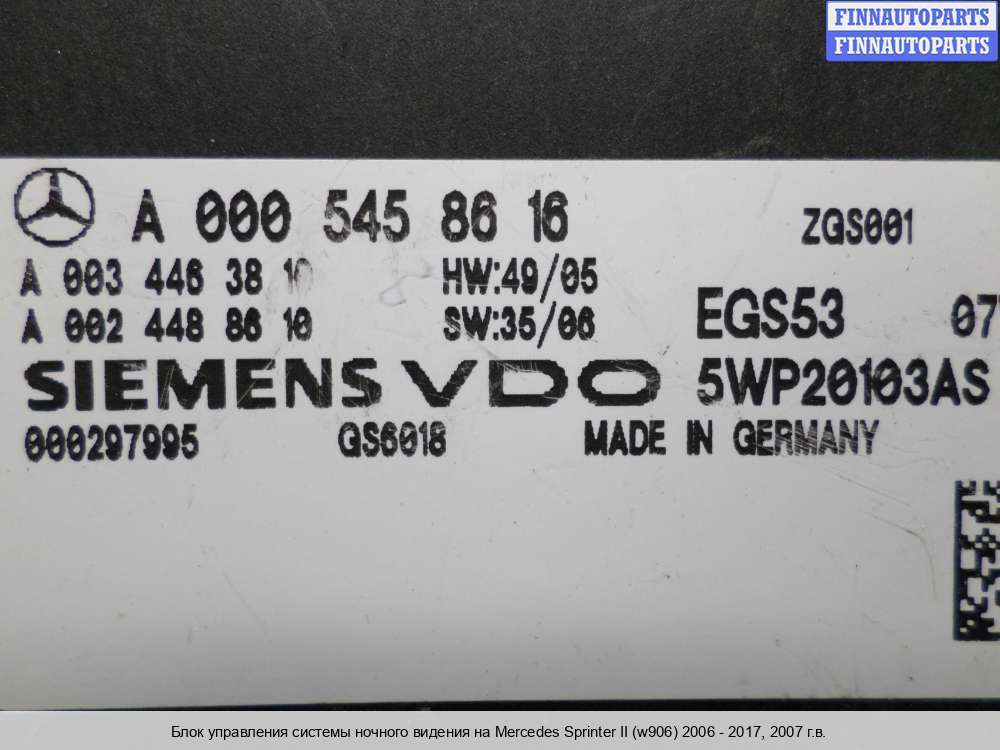 FINNAUTOPARTS
FINNAUTOPARTS
A 000 545 86 16
ZGS001
A 003 446 38 10
HW:49/05
A 002 448 86 10
SW:35/06
EGS53 07
SIEMENS VDO
5WP20103AS
000297995
GS6018
MADE IN GERMANY
Блок управления системы ночного видения на Mercedes Sprinter II (w906) 2006 - 2017, 2007 г.в.